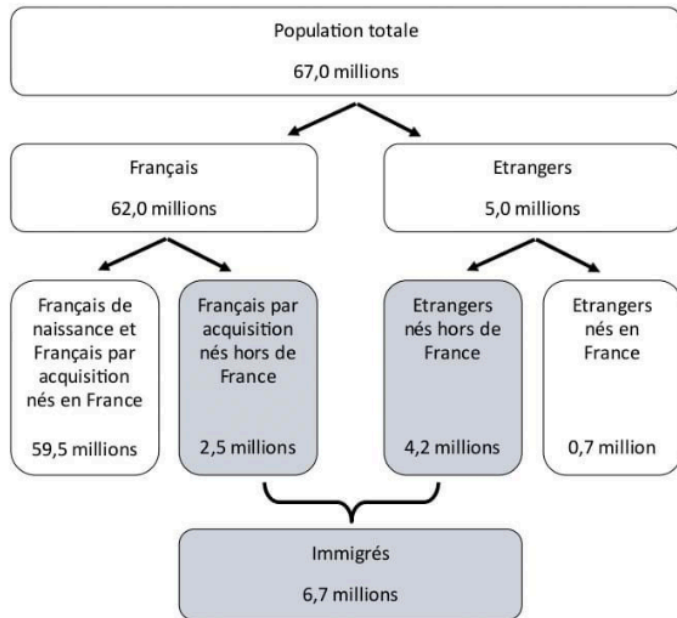 Population totale
67,0 millions
Français
62,0 millions
Etrangers
5,0 millions
Français de
naissance et
Français par
acquisition
nés en France
59,5 millions
Français par
acquisition
nés hors de
France
2,5 millions
Etrangers
nés hors de
France
4,2 millions
Etrangers
nés en
France
0,7 million
Immigrés
6,7 millions